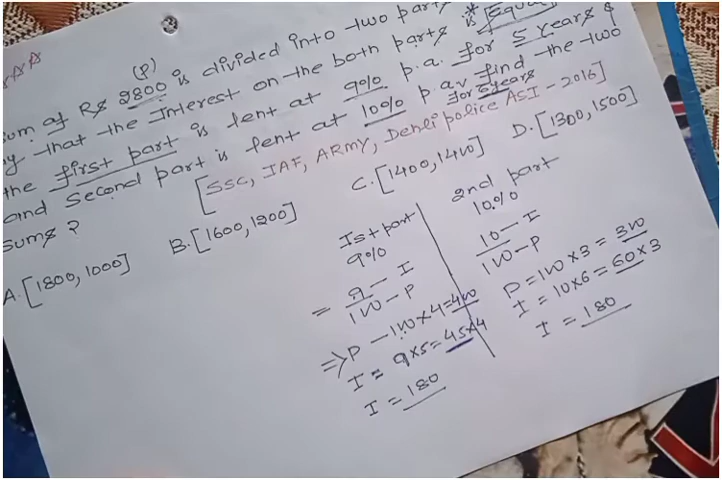 (P)
um of Rs 2800 is divided into two part
y that the Interest on the both parts is Equal
the first part is lent at 9% p.a. for 5 years &
and second part is lent at 10% p.a for 6 years find the two
sums ?
[SSC, IAF, ARMY, Dehli police ASI - 2016]
A. [1800, 1000] B. [1600, 1200] C. [1400, 1400] D. [1300, 1500]
Ist part 2nd part
9% 10%
= 9 - I 10 - I
100 - P 100 - P
⇒ P - 100 × 4 = 400 P = 100 × 3 = 300
I = 9 × 5 = 45 × 4 I = 10 × 6 = 60 × 3
I = 180 I = 180